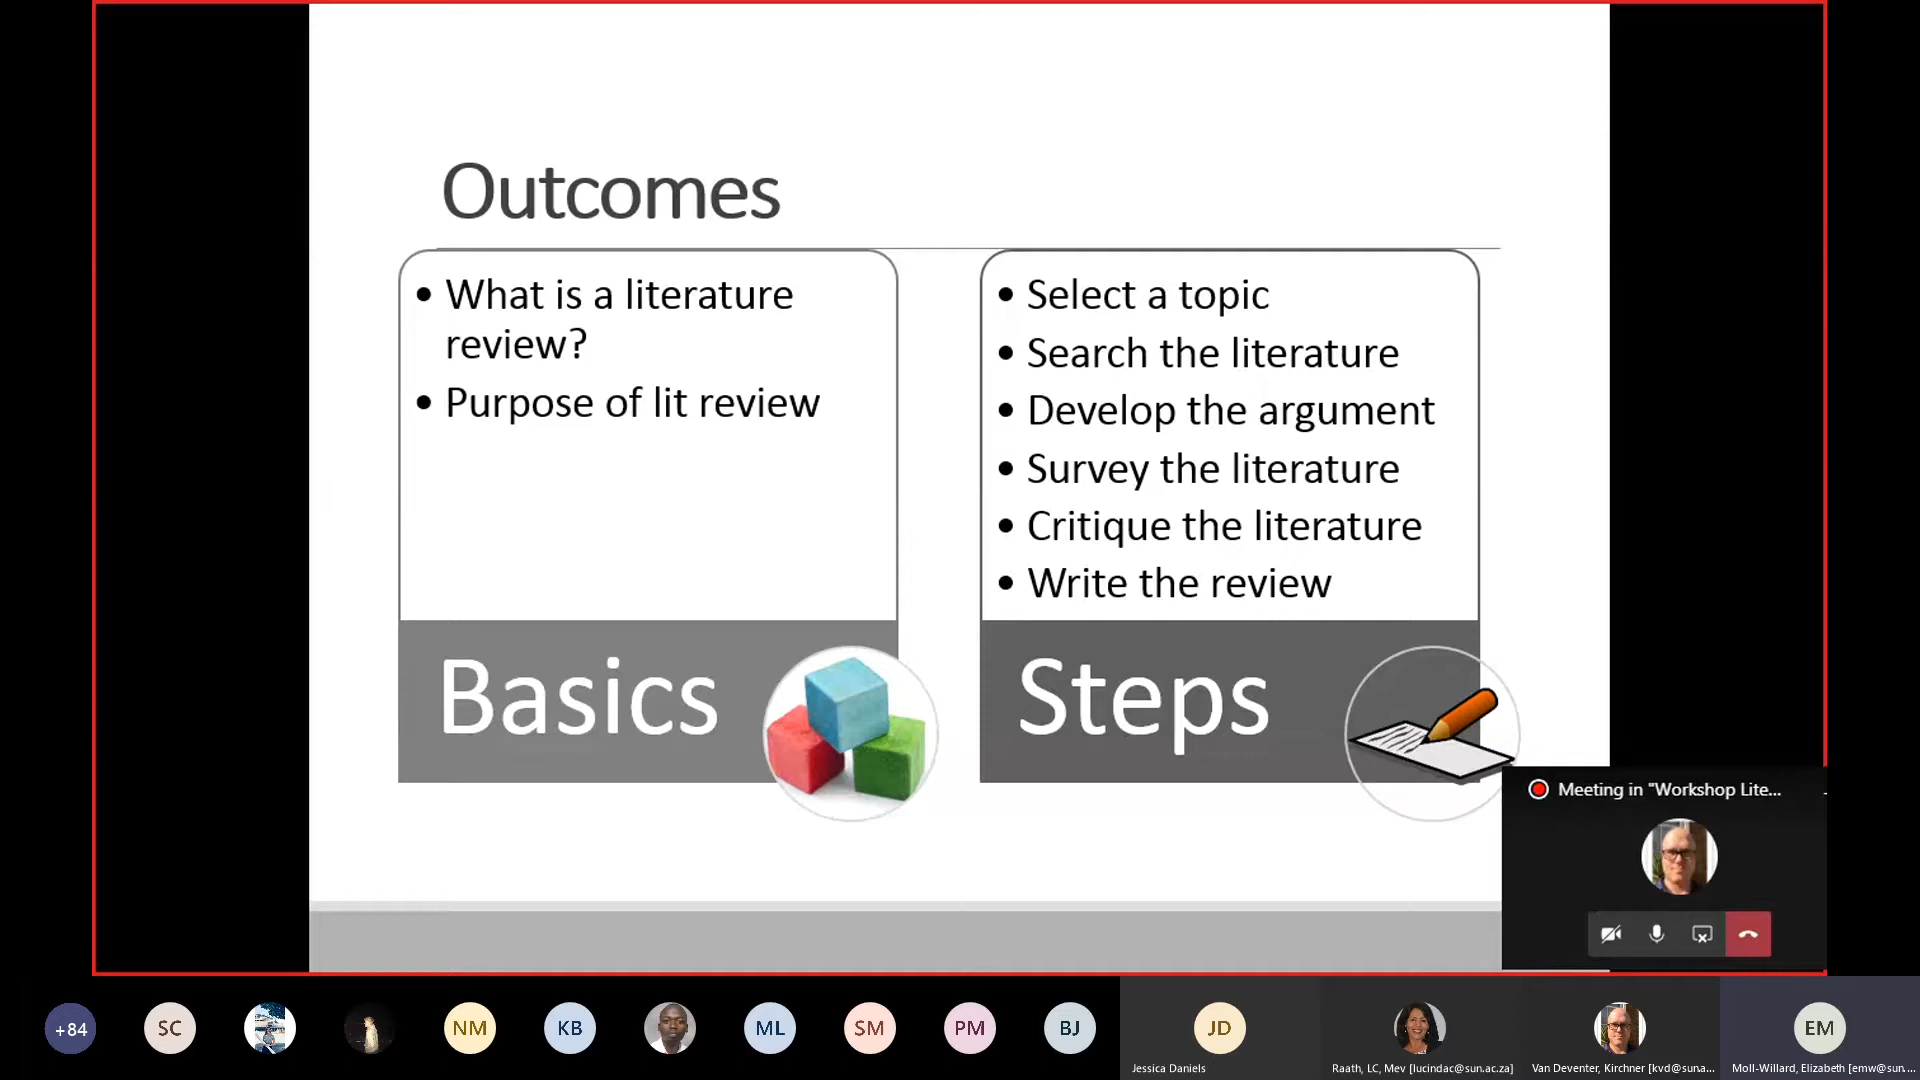 Outcomes
• What is a literature
review?
• Purpose of lit review
Basics
• Select a topic
• Search the literature
• Develop the argument
• Survey the literature
• Critique the literature
• Write the review
Steps
Meeting in "Workshop Lite...
+84
SC
NM
KB
ML
SM
PM
BJ
JD
EM
Jessica Daniels
Raath, LC, Mev [lucindac@sun.ac.za]
Van Deventer, Kirchner [kvd@suna...
Moll-Willard, Elizabeth [emw@sun....